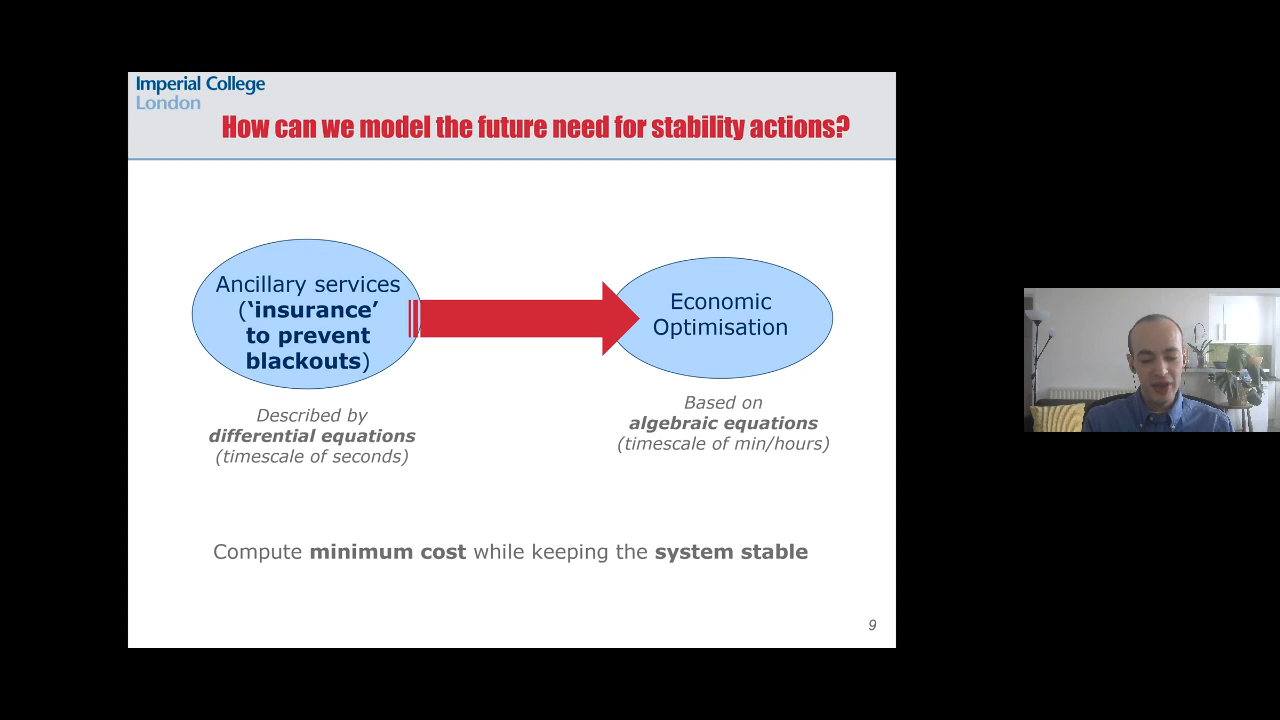 Imperial College
London
How can we model the future need for stability actions?
Ancillary services
(‘insurance’
to prevent
blackouts)
Economic
Optimisation
Described by
differential equations
(timescale of seconds)
Based on
algebraic equations
(timescale of min/hours)
Compute minimum cost while keeping the system stable
9